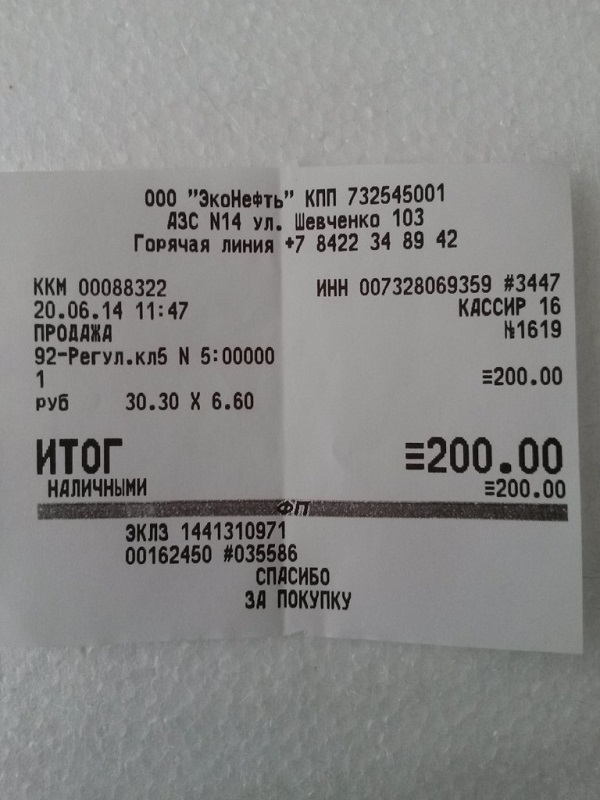 ООО "ЭкоНефть" КПП 732545001
АЗС N14 ул. Шевченко 103
Горячая линия +7 8422 34 89 42
ККМ 00088322 ИНН 007328069359 #3447
20.06.14 11:47 КАССИР 16
ПРОДАЖА №1619
92-Регул.кл5 N 5:00000
1 ≡200.00
руб 30.30 X 6.60
ИТОГ ≡200.00
НАЛИЧНЫМИ ≡200.00
ФП
ЭКЛЗ 1441310971
00162450 #035586
СПАСИБО
ЗА ПОКУПКУ